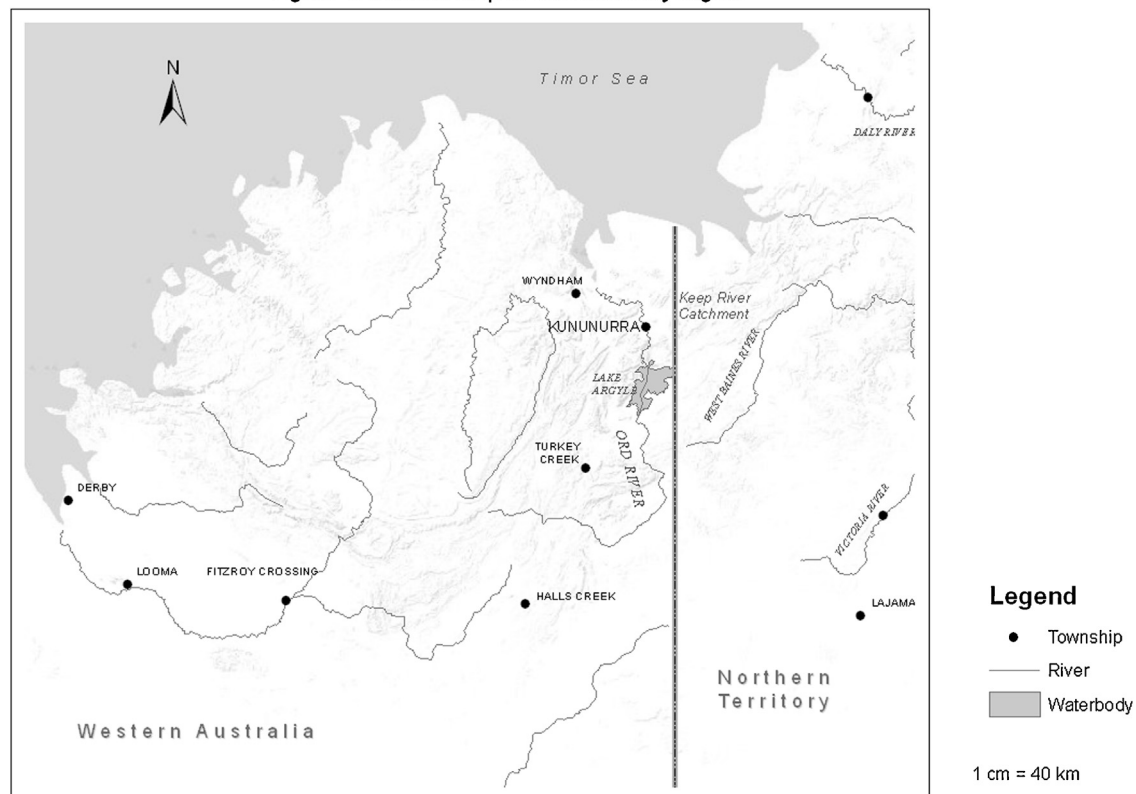 N
Timor Sea
DALY RIVER
WYNDHAM
Keep River
Catchment
KUNUNURRA
LAKE
ARGYLE
WEST BAINES RIVER
TURKEY
CREEK
ORD RIVER
DERBY
VICTORIA RIVER
LOOMA
FITZROY CROSSING
HALLS CREEK
LAJAMA
Northern
Territory
Western Australia
Legend
Township
River
Waterbody
1 cm = 40 km